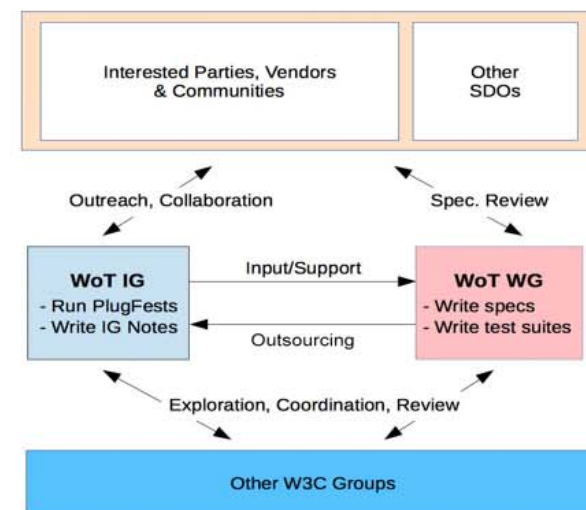 Interested Parties, Vendors
& Communities
Other
SDOs
Outreach, Collaboration
Spec. Review
WoT IG
- Run PlugFests
- Write IG Notes
Input/Support
Outsourcing
WoT WG
- Write specs
- Write test suites
Exploration, Coordination, Review
Other W3C Groups